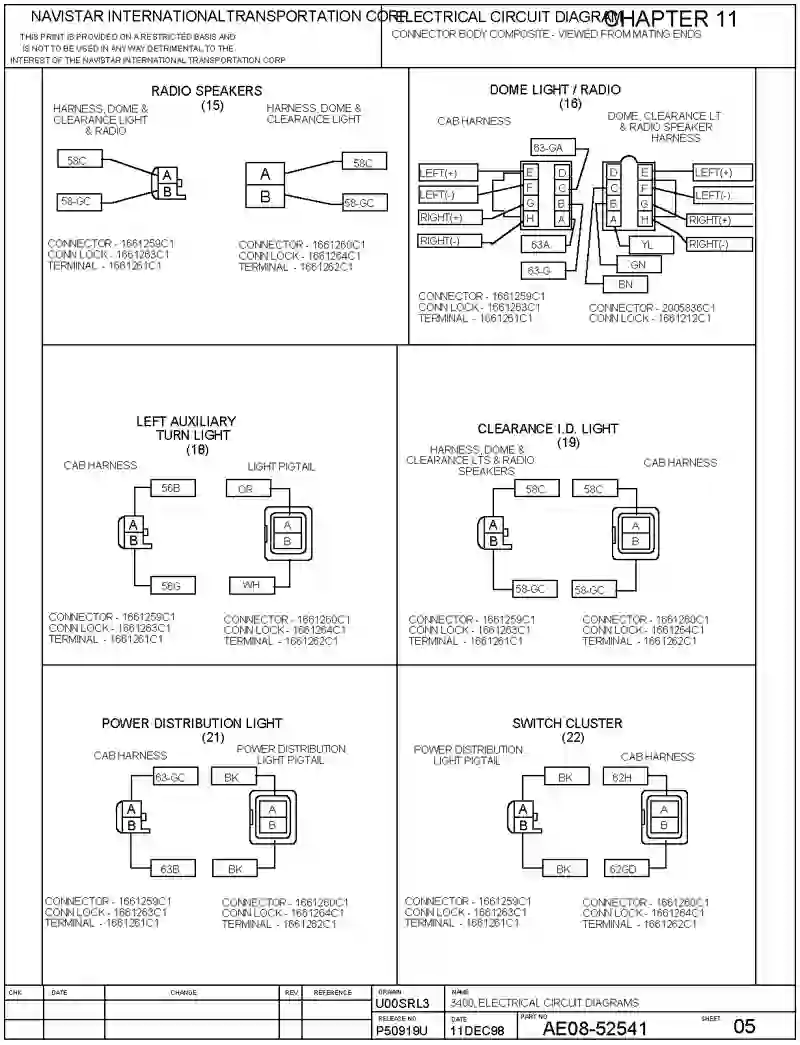 NAVISTAR INTERNATIONAL TRANSPORTATION CORP
THIS PRINT IS PROVIDED ON A RESTRICTED BASIS AND
IS NOT TO BE USED IN ANY WAY DETRIMENTAL TO THE
INTEREST OF THE NAVISTAR INTERNATIONAL TRANSPORTATION CORP
ELECTRICAL CIRCUIT DIAGRAM
CHAPTER 11
CONNECTOR BODY COMPOSITE - VIEWED FROM MATING ENDS
RADIO SPEAKERS
(15)
HARNESS, DOME &
CLEARANCE LIGHT
& RADIO
HARNESS, DOME &
CLEARANCE LIGHT
58C
A
B
58-GC
A
B
58C
58-GC
CONNECTOR - 1661259C1
CONN LOCK - 1661263C1
TERMINAL - 1661261C1
CONNECTOR - 1661260C1
CONN LOCK - 1661264C1
TERMINAL - 1661262C1
DOME LIGHT / RADIO
(16)
CAB HARNESS
DOME, CLEARANCE LT
& RADIO SPEAKER
HARNESS
63-GA
LEFT(+)
LEFT(-)
RIGHT(+)
RIGHT(-)
E D
F C
G B
H A
63A
63-G
D E
C F
B G
A H
LEFT(+)
LEFT(-)
RIGHT(+)
RIGHT(-)
YL
GN
BN
CONNECTOR - 1661259C1
CONN LOCK - 1661263C1
TERMINAL - 1661261C1
CONNECTOR - 2005836C1
CONN LOCK - 1661212C1
LEFT AUXILIARY
TURN LIGHT
(18)
CAB HARNESS
LIGHT PIGTAIL
56B
OR
A
B
A
B
56G
WH
CONNECTOR - 1661259C1
CONN LOCK - 1661263C1
TERMINAL - 1661261C1
CONNECTOR - 1661260C1
CONN LOCK - 1661264C1
TERMINAL - 1661262C1
CLEARANCE I.D. LIGHT
(19)
HARNESS, DOME &
CLEARANCE LTS & RADIO
SPEAKERS
CAB HARNESS
58C
58C
A
B
A
B
58-GC
58-GC
CONNECTOR - 1661259C1
CONN LOCK - 1661263C1
TERMINAL - 1661261C1
CONNECTOR - 1661260C1
CONN LOCK - 1661264C1
TERMINAL - 1661262C1
POWER DISTRIBUTION LIGHT
(21)
CAB HARNESS
POWER DISTRIBUTION
LIGHT PIGTAIL
63-GC
BK
A
B
A
B
63B
BK
CONNECTOR - 1661259C1
CONN LOCK - 1661263C1
TERMINAL - 1661261C1
CONNECTOR - 1661260C1
CONN LOCK - 1661264C1
TERMINAL - 1661262C1
SWITCH CLUSTER
(22)
POWER DISTRIBUTION
LIGHT PIGTAIL
CAB HARNESS
BK
62H
A
B
A
B
BK
62GD
CONNECTOR - 1661259C1
CONN LOCK - 1661263C1
TERMINAL - 1661261C1
CONNECTOR - 1661260C1
CONN LOCK - 1661264C1
TERMINAL - 1661262C1
CHK DATE CHANGE REV REFERENCE
DRAWN
U00SRL3
NAME
3400, ELECTRICAL CIRCUIT DIAGRAMS
RELEASE NO
P50919U
DATE
11DEC98
PART NO
AE08-52541
SHEET
05